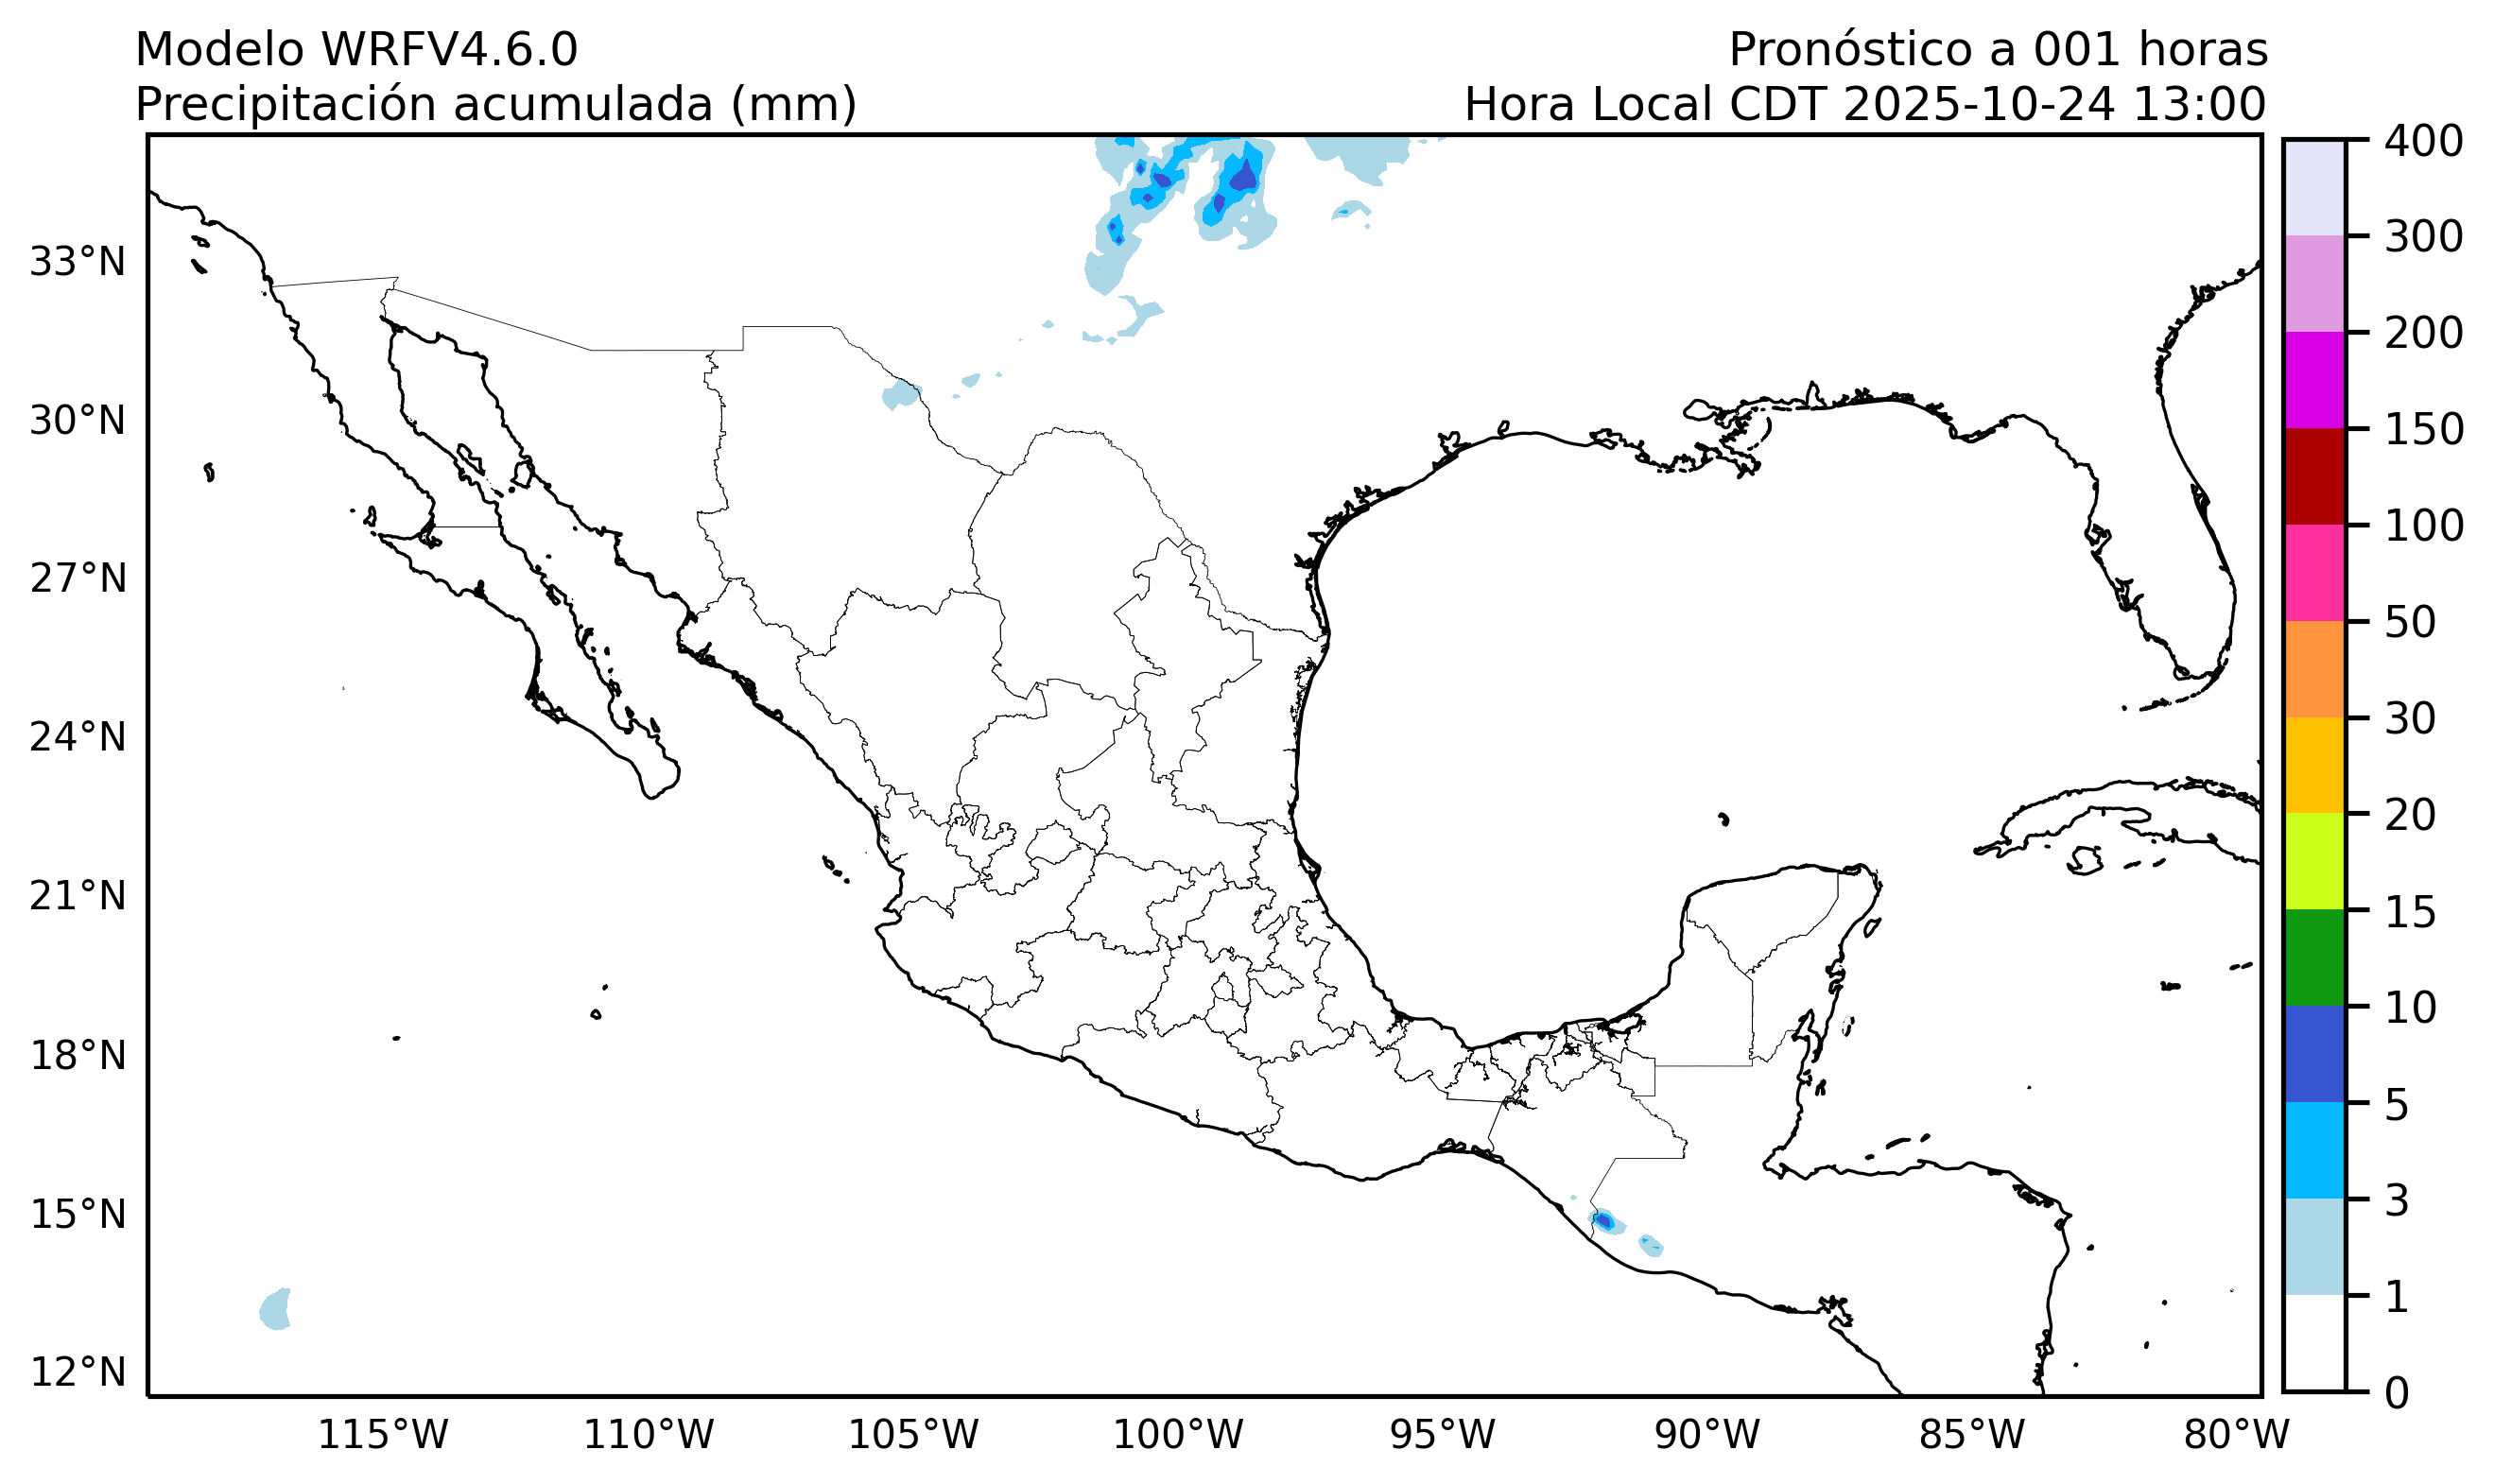 Modelo WRFV4.6.0
Pronóstico a 001 horas
Precipitación acumulada (mm)
Hora Local CDT 2025-10-24 13:00
33°N
30°N
27°N
24°N
21°N
18°N
15°N
12°N
115°W
110°W
105°W
100°W
95°W
90°W
85°W
80°W
400
300
200
150
100
50
30
20
15
10
5
3
1
0